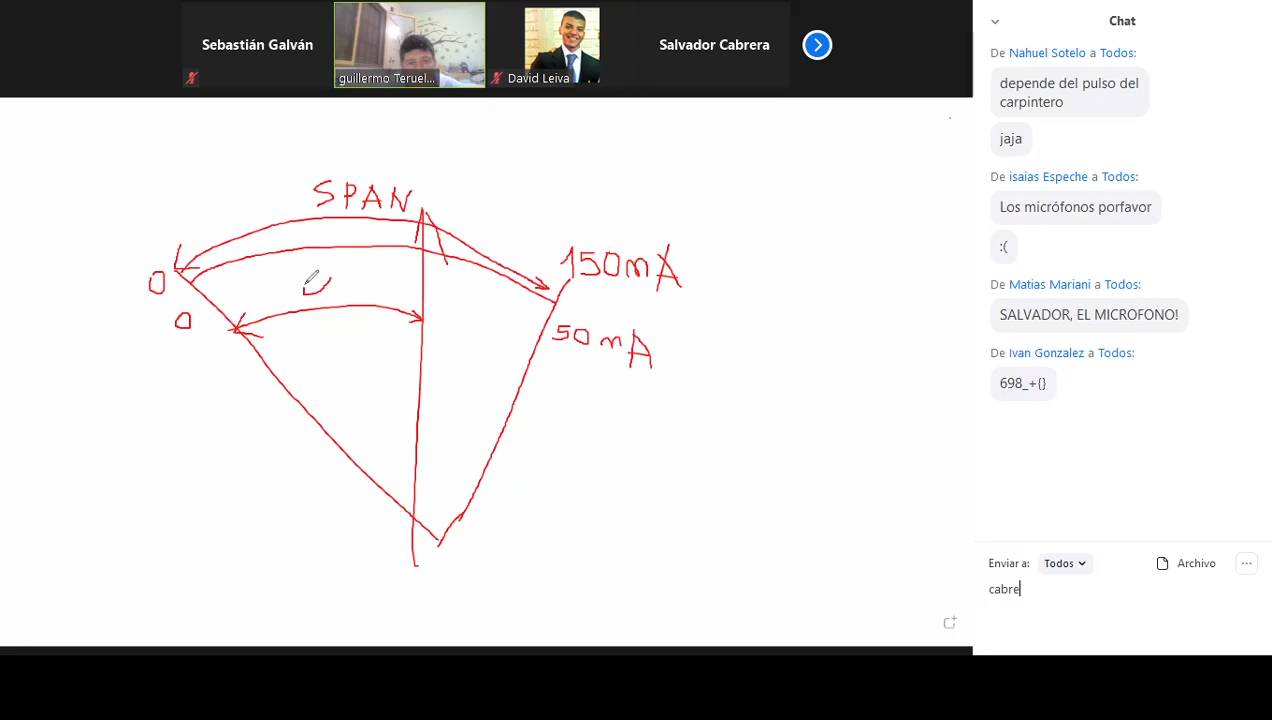 Sebastián Galván
guillermo Teruel...
David Leiva
Salvador Cabrera
SPAN
0
150mA
0
50mA
Chat
De Nahuel Sotelo a Todos:
depende del pulso del
carpintero
jaja
De isaias Espeche a Todos:
Los micrófonos porfavor
:(
De Matias Mariani a Todos:
SALVADOR, EL MICROFONO!
De Ivan Gonzalez a Todos:
698_+{}
Enviar a: Todos Archivo ...
cabre